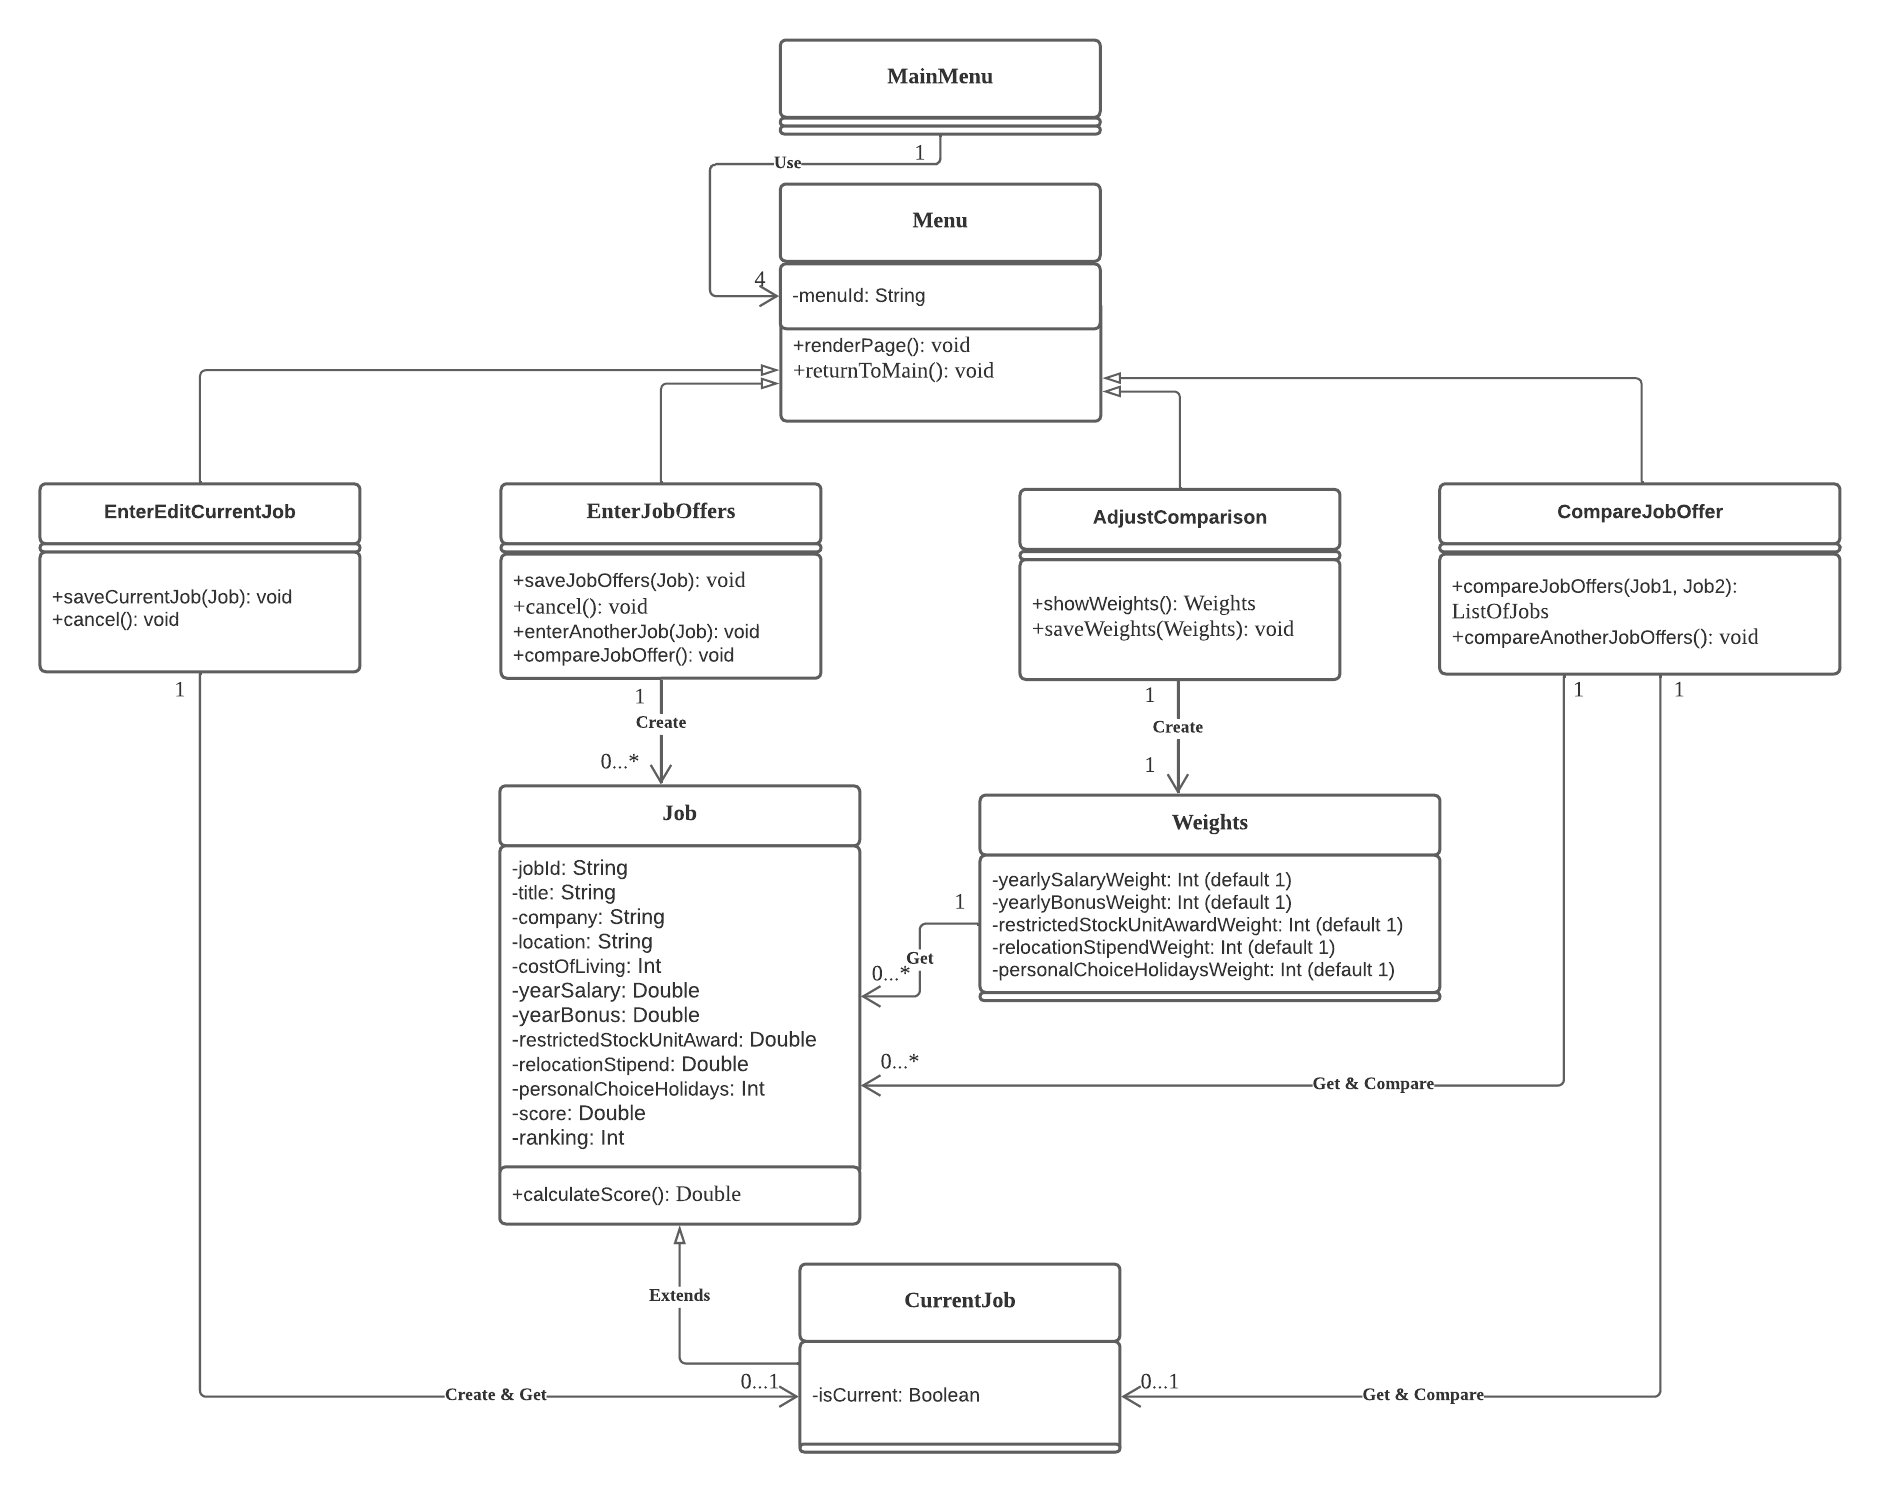 MainMenu
1
Use
Menu
4
-menuId: String
+renderPage(): void
+returnToMain(): void
EnterEditCurrentJob
+saveCurrentJob(Job): void
+cancel(): void
1
EnterJobOffers
+saveJobOffers(Job): void
+cancel(): void
+enterAnotherJob(Job): void
+compareJobOffer(): void
1
Create
0...*
AdjustComparison
+showWeights(): Weights
+saveWeights(Weights): void
1
Create
1
CompareJobOffer
+compareJobOffers(Job1, Job2):
ListOfJobs
+compareAnotherJobOffers(): void
1
1
Job
-jobId: String
-title: String
-company: String
-location: String
-costOfLiving: Int
-yearSalary: Double
-yearBonus: Double
-restrictedStockUnitAward: Double
-relocationStipend: Double
-personalChoiceHolidays: Int
-score: Double
-ranking: Int
+calculateScore(): Double
Weights
-yearlySalaryWeight: Int (default 1)
-yearlyBonusWeight: Int (default 1)
-restrictedStockUnitAwardWeight: Int (default 1)
-relocationStipendWeight: Int (default 1)
-personalChoiceHolidaysWeight: Int (default 1)
1
Get
0...*
0...*
Get & Compare
Extends
CurrentJob
-isCurrent: Boolean
0...1
Create & Get
0...1
Get & Compare